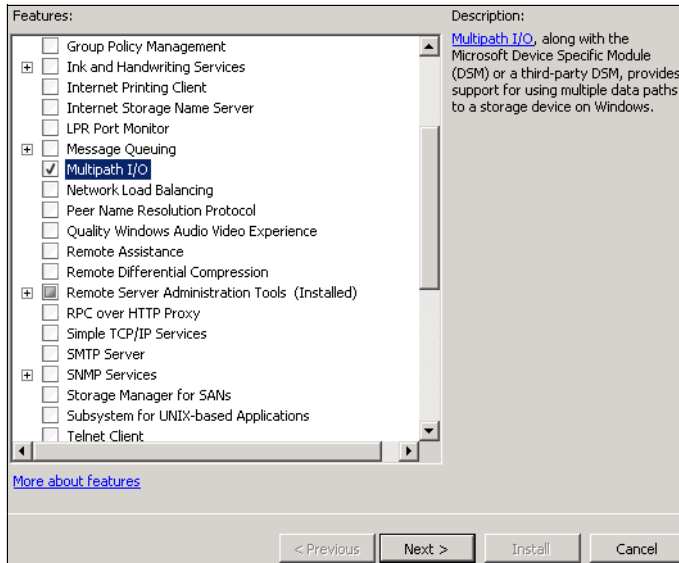 Features:
Group Policy Management
Ink and Handwriting Services
Internet Printing Client
Internet Storage Name Server
LPR Port Monitor
Message Queuing
Multipath I/O
Network Load Balancing
Peer Name Resolution Protocol
Quality Windows Audio Video Experience
Remote Assistance
Remote Differential Compression
Remote Server Administration Tools (Installed)
RPC over HTTP Proxy
Simple TCP/IP Services
SMTP Server
SNMP Services
Storage Manager for SANs
Subsystem for UNIX-based Applications
Telnet Client
More about features
Description:
Multipath I/O, along with the
Microsoft Device Specific Module
(DSM) or a third-party DSM, provides
support for using multiple data paths
to a storage device on Windows.
< Previous
Next >
Install
Cancel